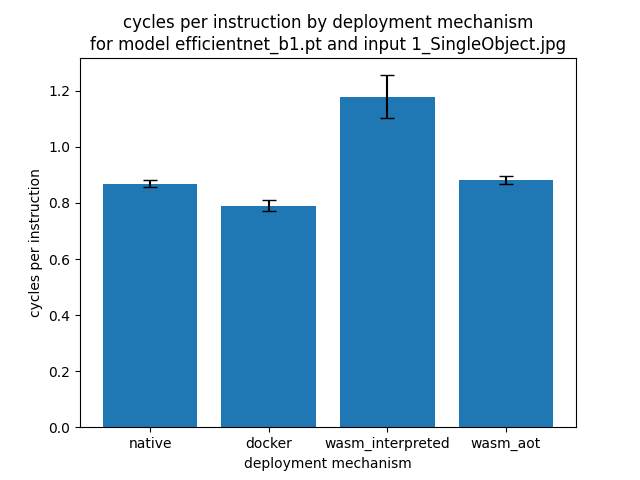 cycles per instruction by deployment mechanism
for model efficientnet_b1.pt and input 1_SingleObject.jpg
1.2
1.0
0.8
0.6
0.4
0.2
0.0
cycles per instruction
native docker wasm_interpreted wasm_aot
deployment mechanism